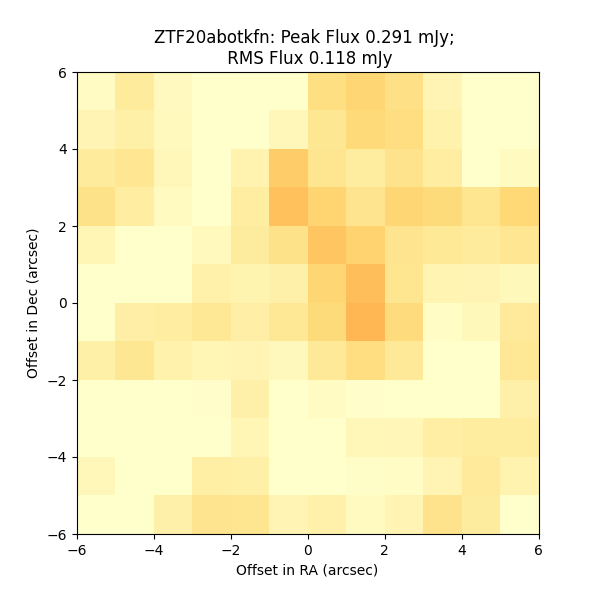 ZTF20abotkfn: Peak Flux 0.291 mJy;
RMS Flux 0.118 mJy
6
4
2
0
−2
−4
−6
Offset in Dec (arcsec)
−6 −4 −2 0 2 4 6
Offset in RA (arcsec)